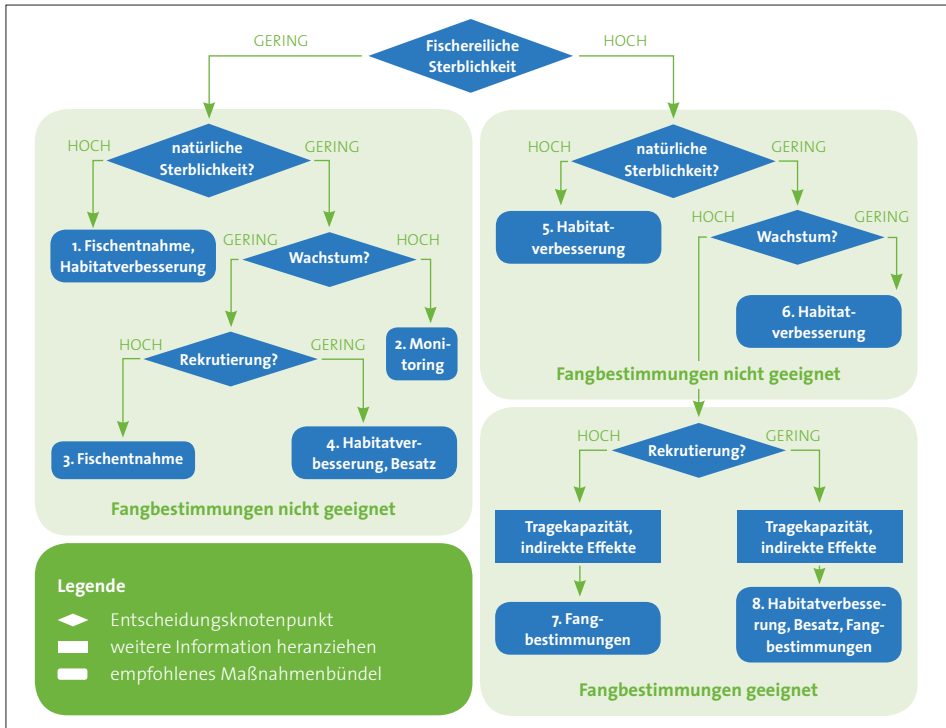 Fischereiliche
Sterblichkeit
GERING
HOCH
natürliche
Sterblichkeit?
HOCH
GERING
1. Fischentnahme,
Habitatverbesserung
Wachstum?
GERING
HOCH
2. Moni-
toring
Rekrutierung?
HOCH
GERING
3. Fischentnahme
4. Habitatver-
besserung, Besatz
Fangbestimmungen nicht geeignet
natürliche
Sterblichkeit?
HOCH
GERING
5. Habitat-
verbesserung
Wachstum?
HOCH
GERING
6. Habitat-
verbesserung
Fangbestimmungen nicht geeignet
Rekrutierung?
HOCH
GERING
Tragekapazität,
indirekte Effekte
Tragekapazität,
indirekte Effekte
7. Fang-
bestimmungen
8. Habitatverbesse-
rung, Besatz, Fang-
bestimmungen
Fangbestimmungen geeignet
Legende
Entscheidungsknotenpunkt
weitere Information heranziehen
empfohlenes Maßnahmenbündel